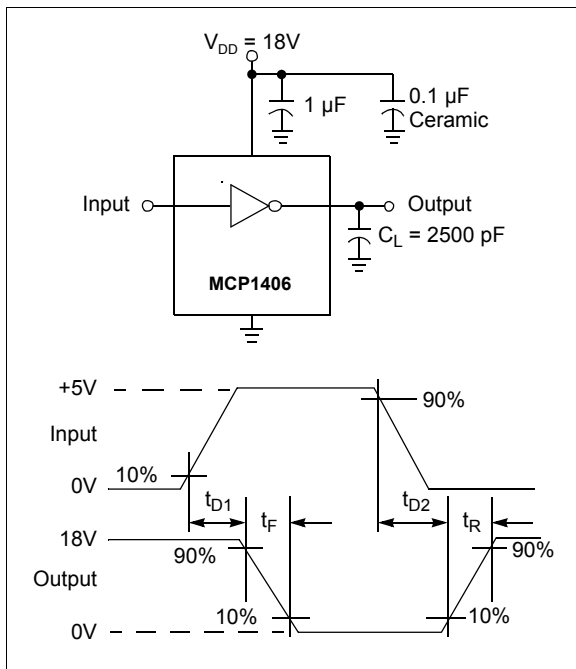 V_DD = 18V
1 µF
0.1 µF
Ceramic
Input
Output
C_L = 2500 pF
MCP1406
+5V
90%
Input
10%
0V
t_D1
t_F
t_D2
t_R
18V
90%
90%
Output
10%
10%
0V